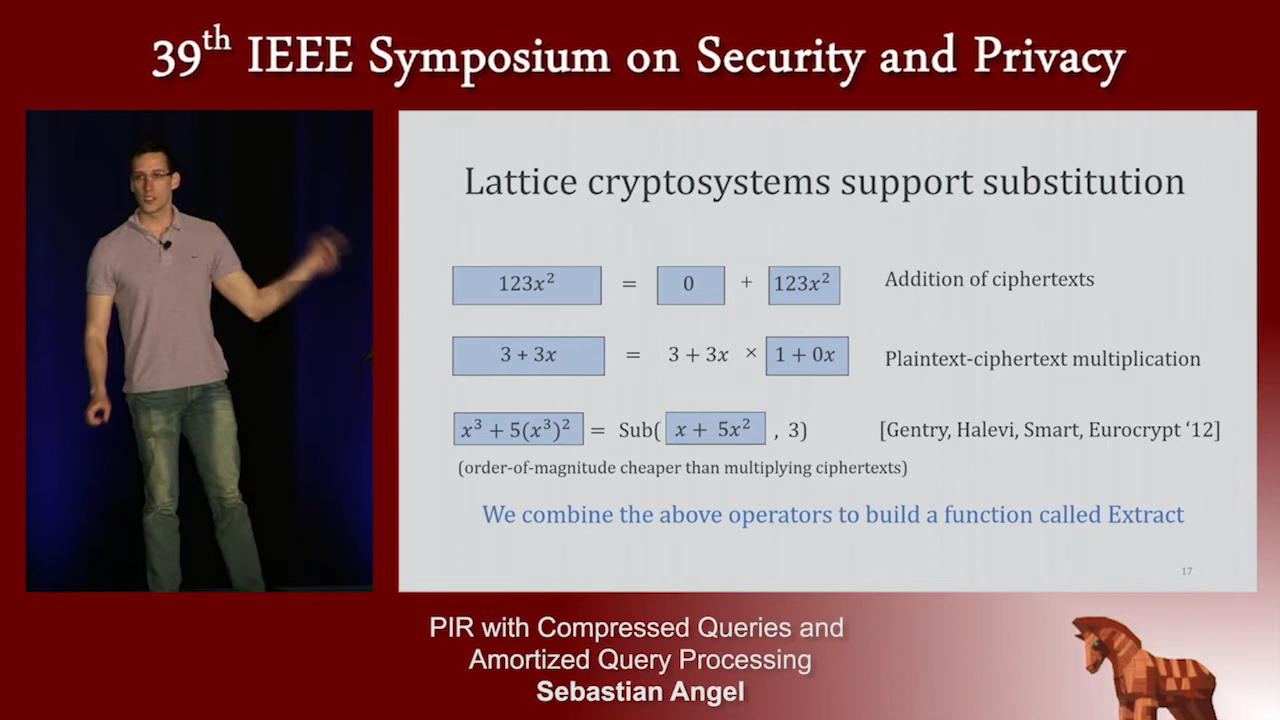 39th IEEE Symposium on Security and Privacy
Lattice cryptosystems support substitution
123x² = 0 + 123x² Addition of ciphertexts
3 + 3x = 3 + 3x × 1 + 0x Plaintext-ciphertext multiplication
x³ + 5(x³)² = Sub( x + 5x² , 3) [Gentry, Halevi, Smart, Eurocrypt ‘12]
(order-of-magnitude cheaper than multiplying ciphertexts)
We combine the above operators to build a function called Extract
17
PIR with Compressed Queries and
Amortized Query Processing
Sebastian Angel